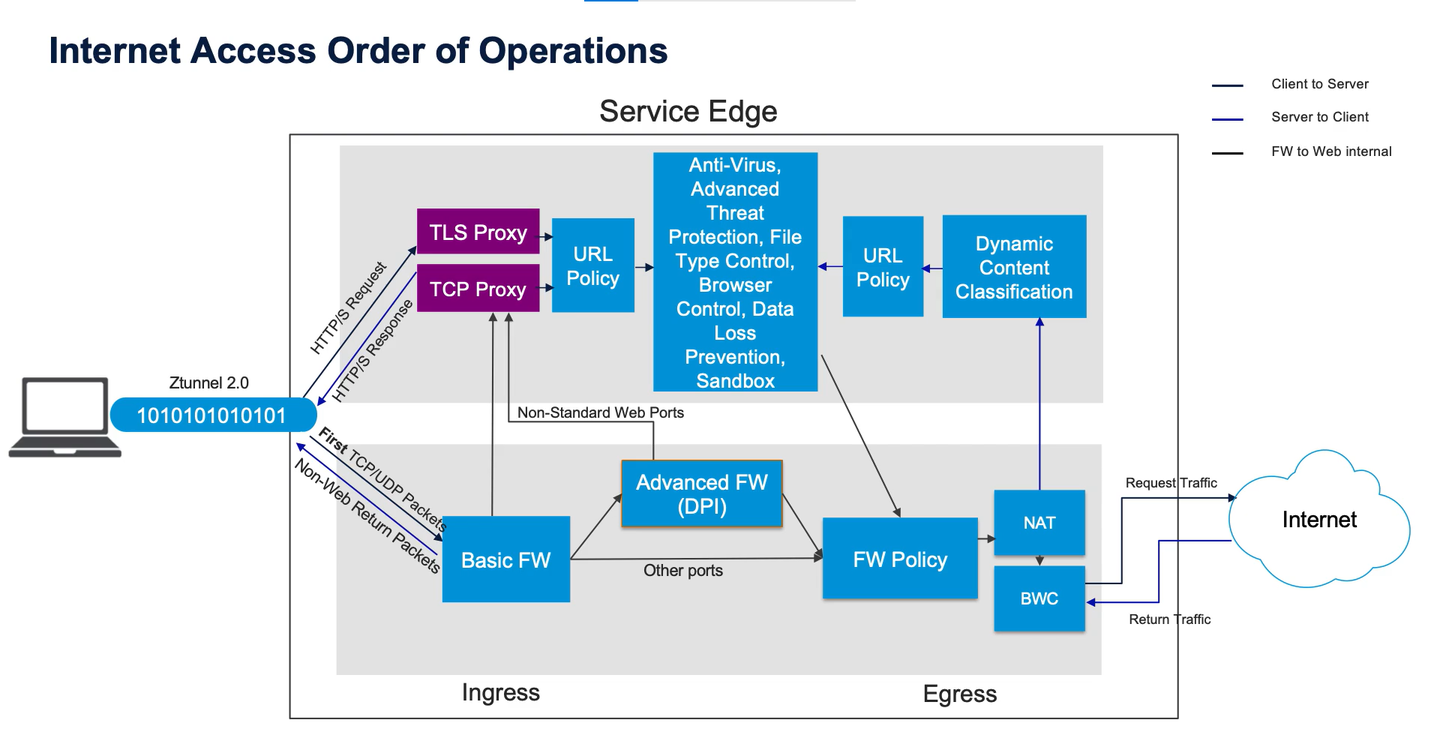 Internet Access Order of Operations
Client to Server
Server to Client
FW to Web internal
Service Edge
TLS Proxy
TCP Proxy
URL
Policy
Anti-Virus,
Advanced
Threat
Protection, File
Type Control,
Browser
Control, Data
Loss
Prevention,
Sandbox
URL
Policy
Dynamic
Content
Classification
HTTP/S Request
HTTP/S Response
Ztunnel 2.0
1010101010101
First TCP/UDP Packets
Non-Web Return Packets
Non-Standard Web Ports
Advanced FW
(DPI)
Basic FW
Other ports
FW Policy
NAT
BWC
Request Traffic
Internet
Return Traffic
Ingress
Egress